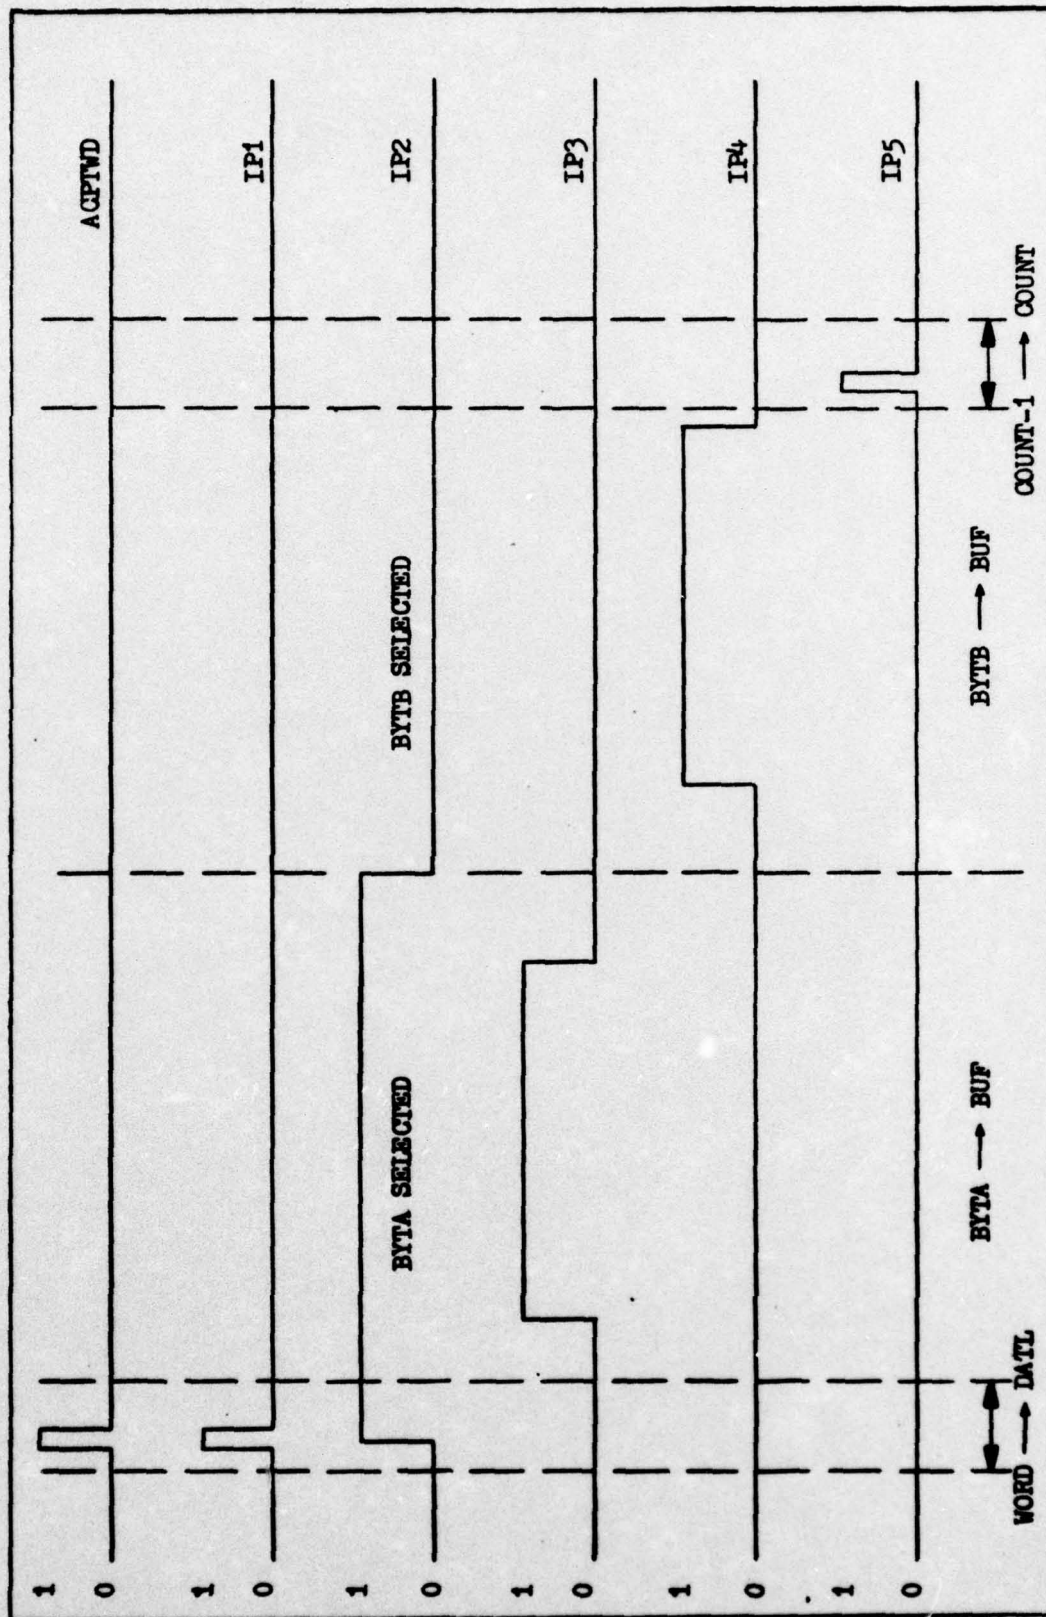 1
0
ACPTWD
1
0
IP1
1
0
BYTA SELECTED
BYTB SELECTED
IP2
1
0
IP3
1
0
IP4
1
0
IP5
BYTA → BUF
BYTB → BUF
WORD → DATL
COUNT-1 → COUNT